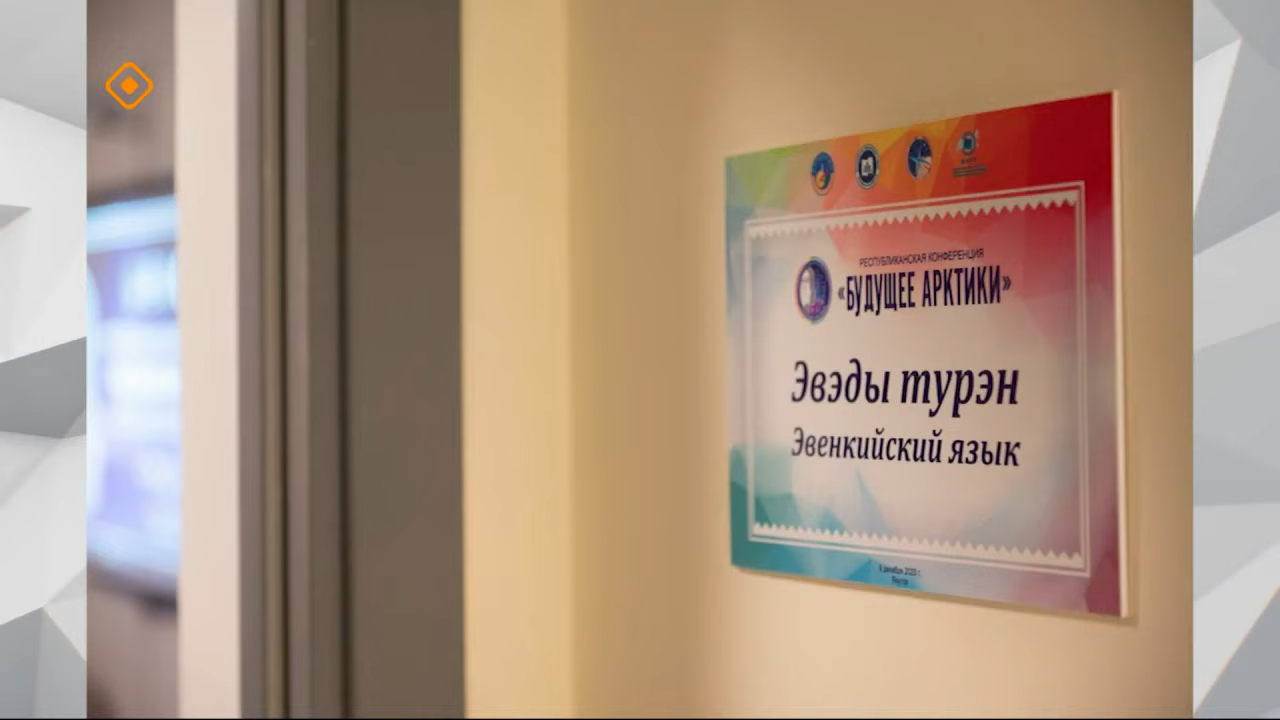 РЕСПУБЛИКАНСКАЯ КОНФЕРЕНЦИЯ
«БУДУЩЕЕ АРКТИКИ»
Эвэды турэн
Эвенкийский язык